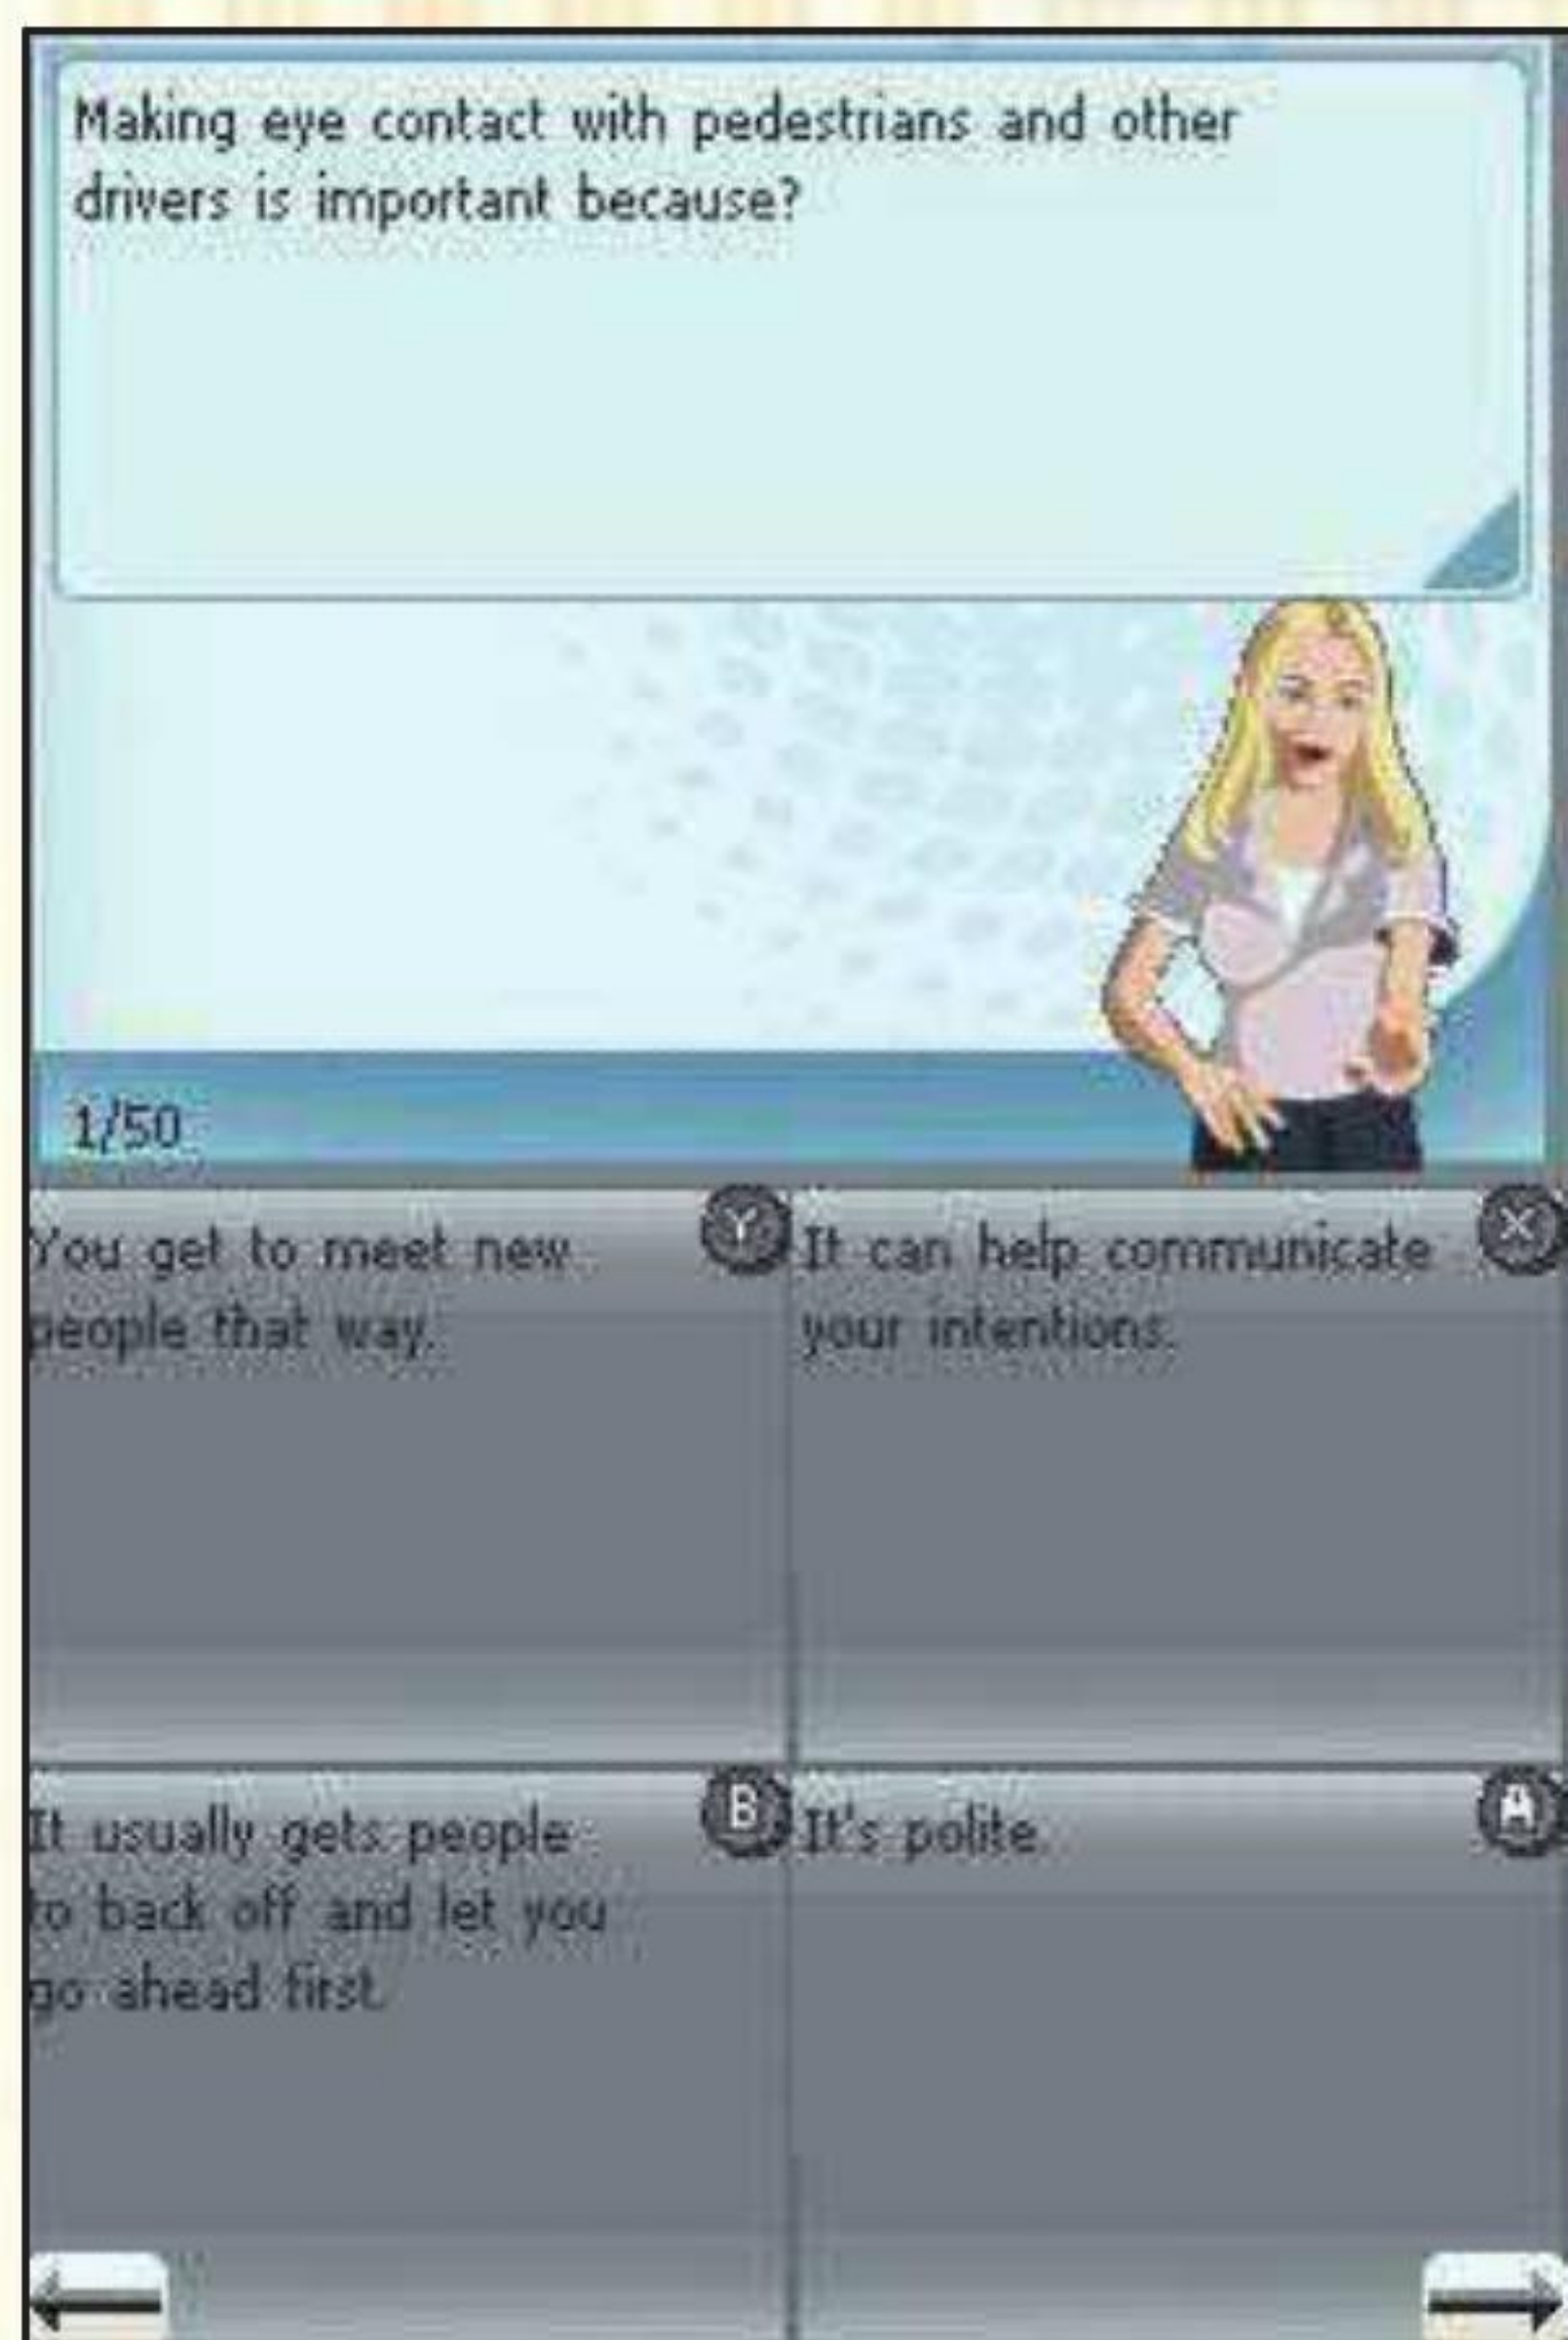 Making eye contact with pedestrians and other
drivers is important because?
1/50
You get to meet new
people that way.
Y
It can help communicate
your intentions.
X
It usually gets people
to back off and let you
go ahead first.
B
It's polite.
A